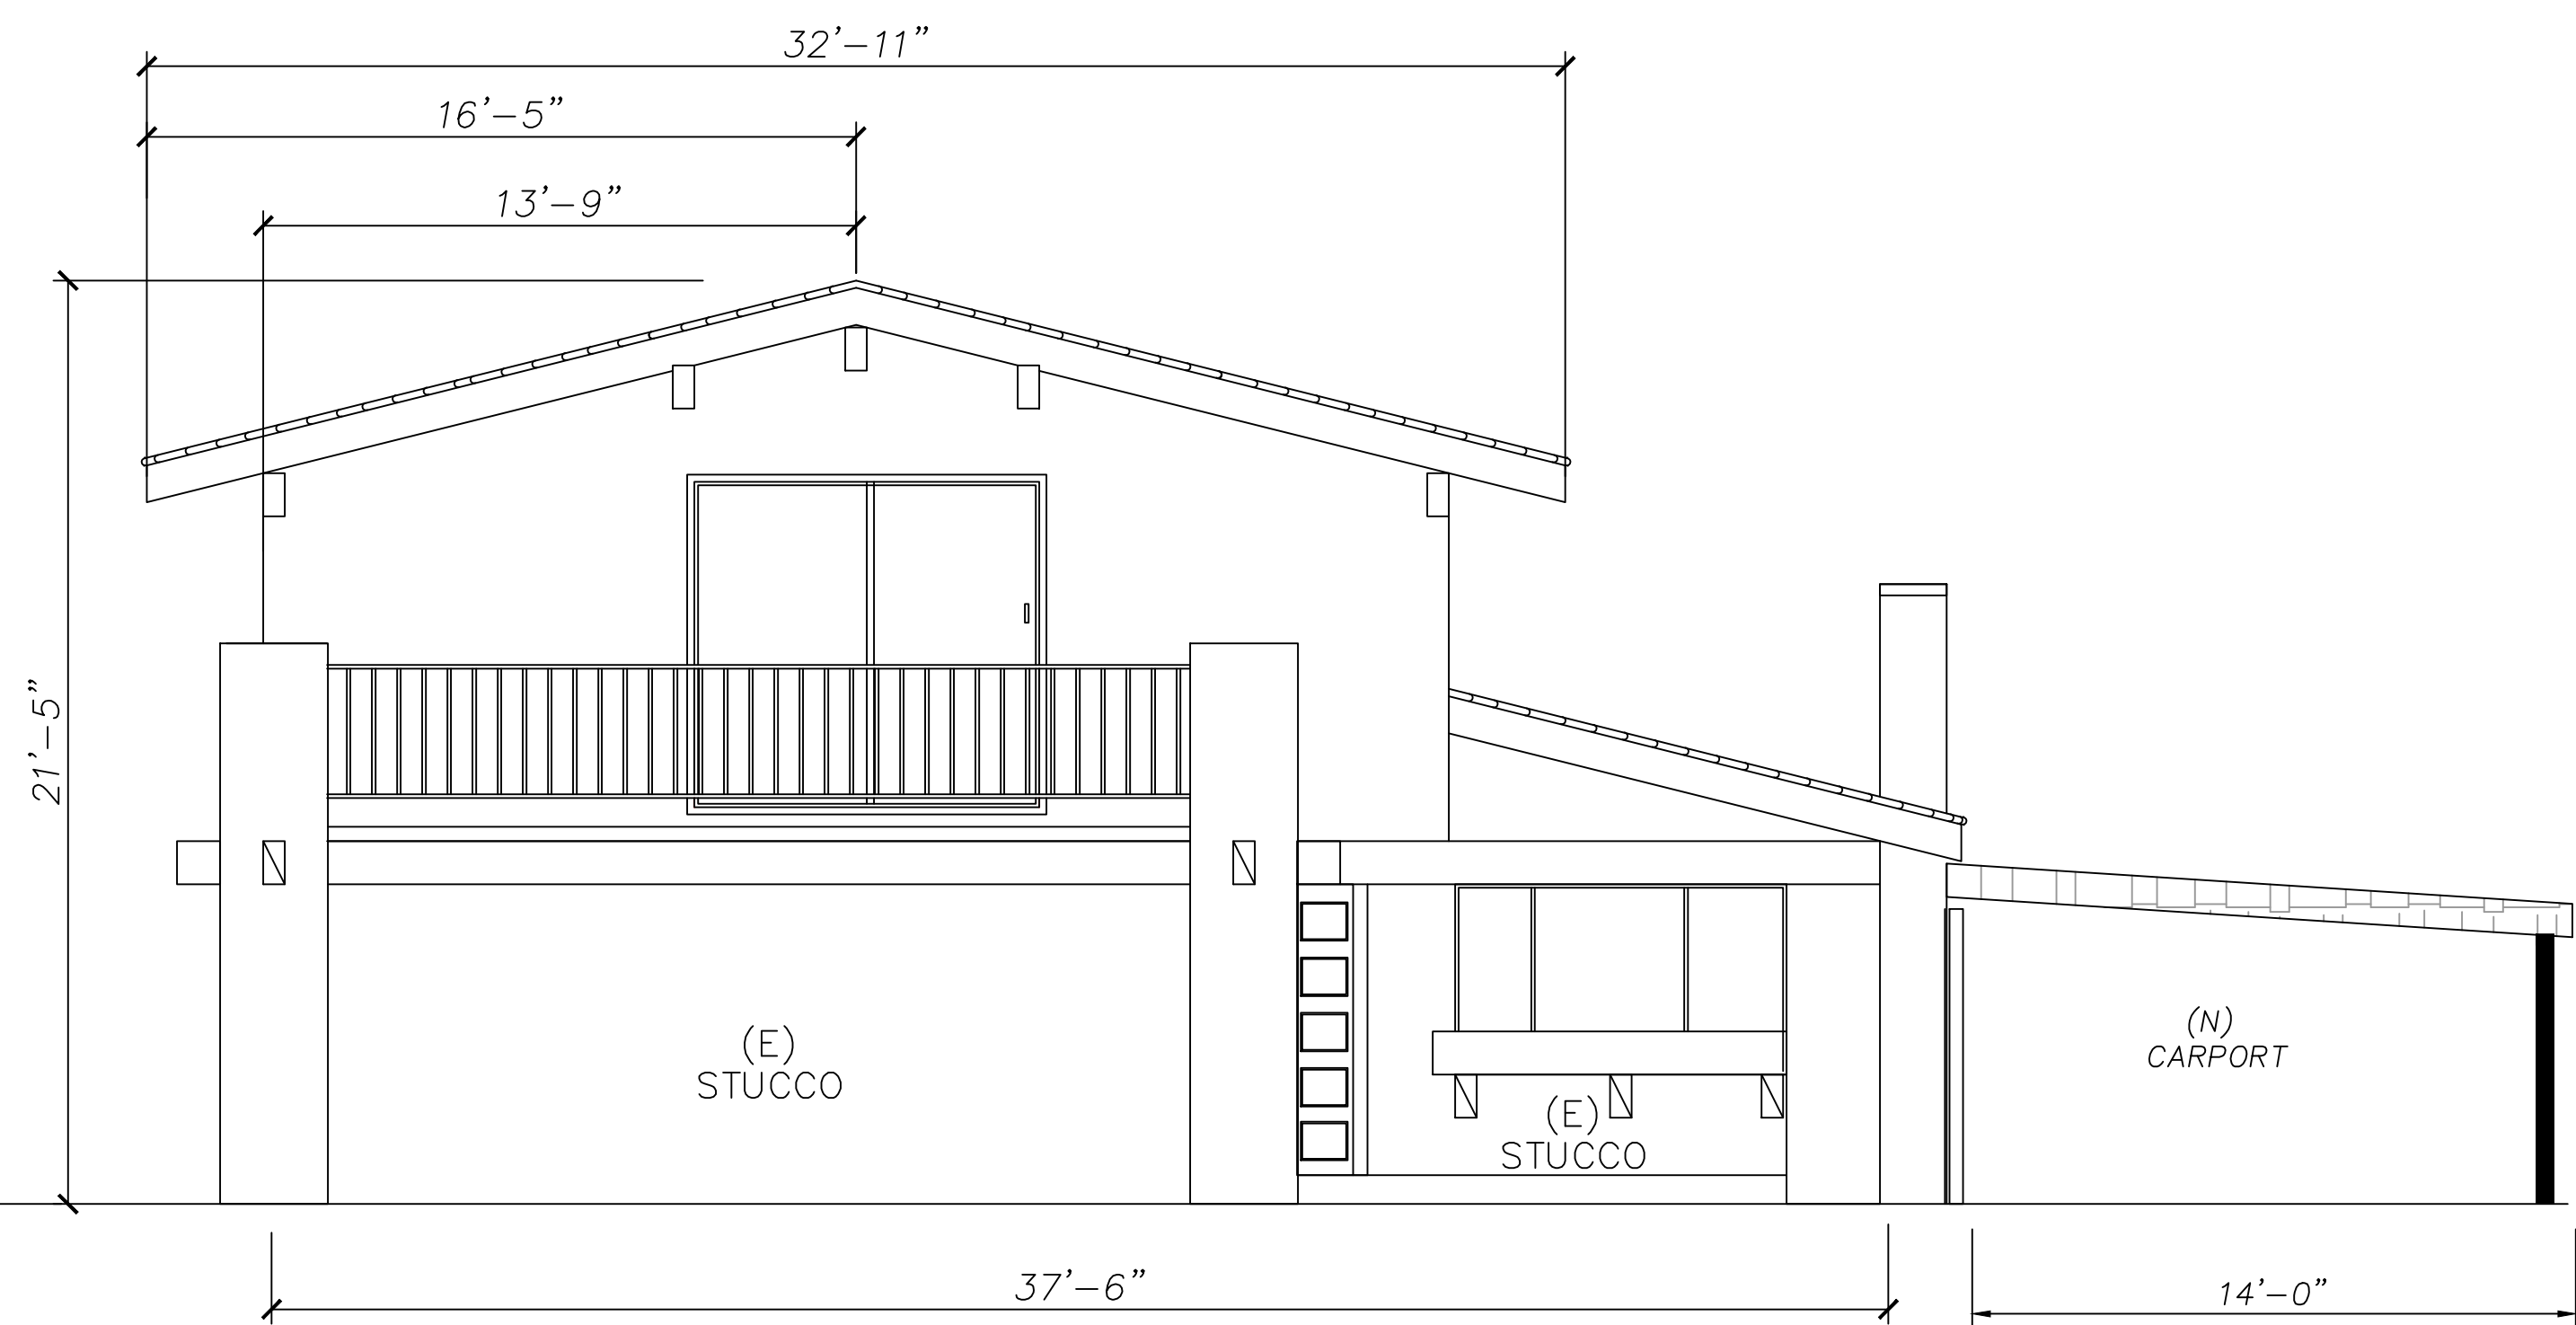 32'-11"
16'-5"
13'-9"
21'-5"
(E)
STUCCO
(E)
STUCCO
(N)
CARPORT
37'-6"
14'-0"